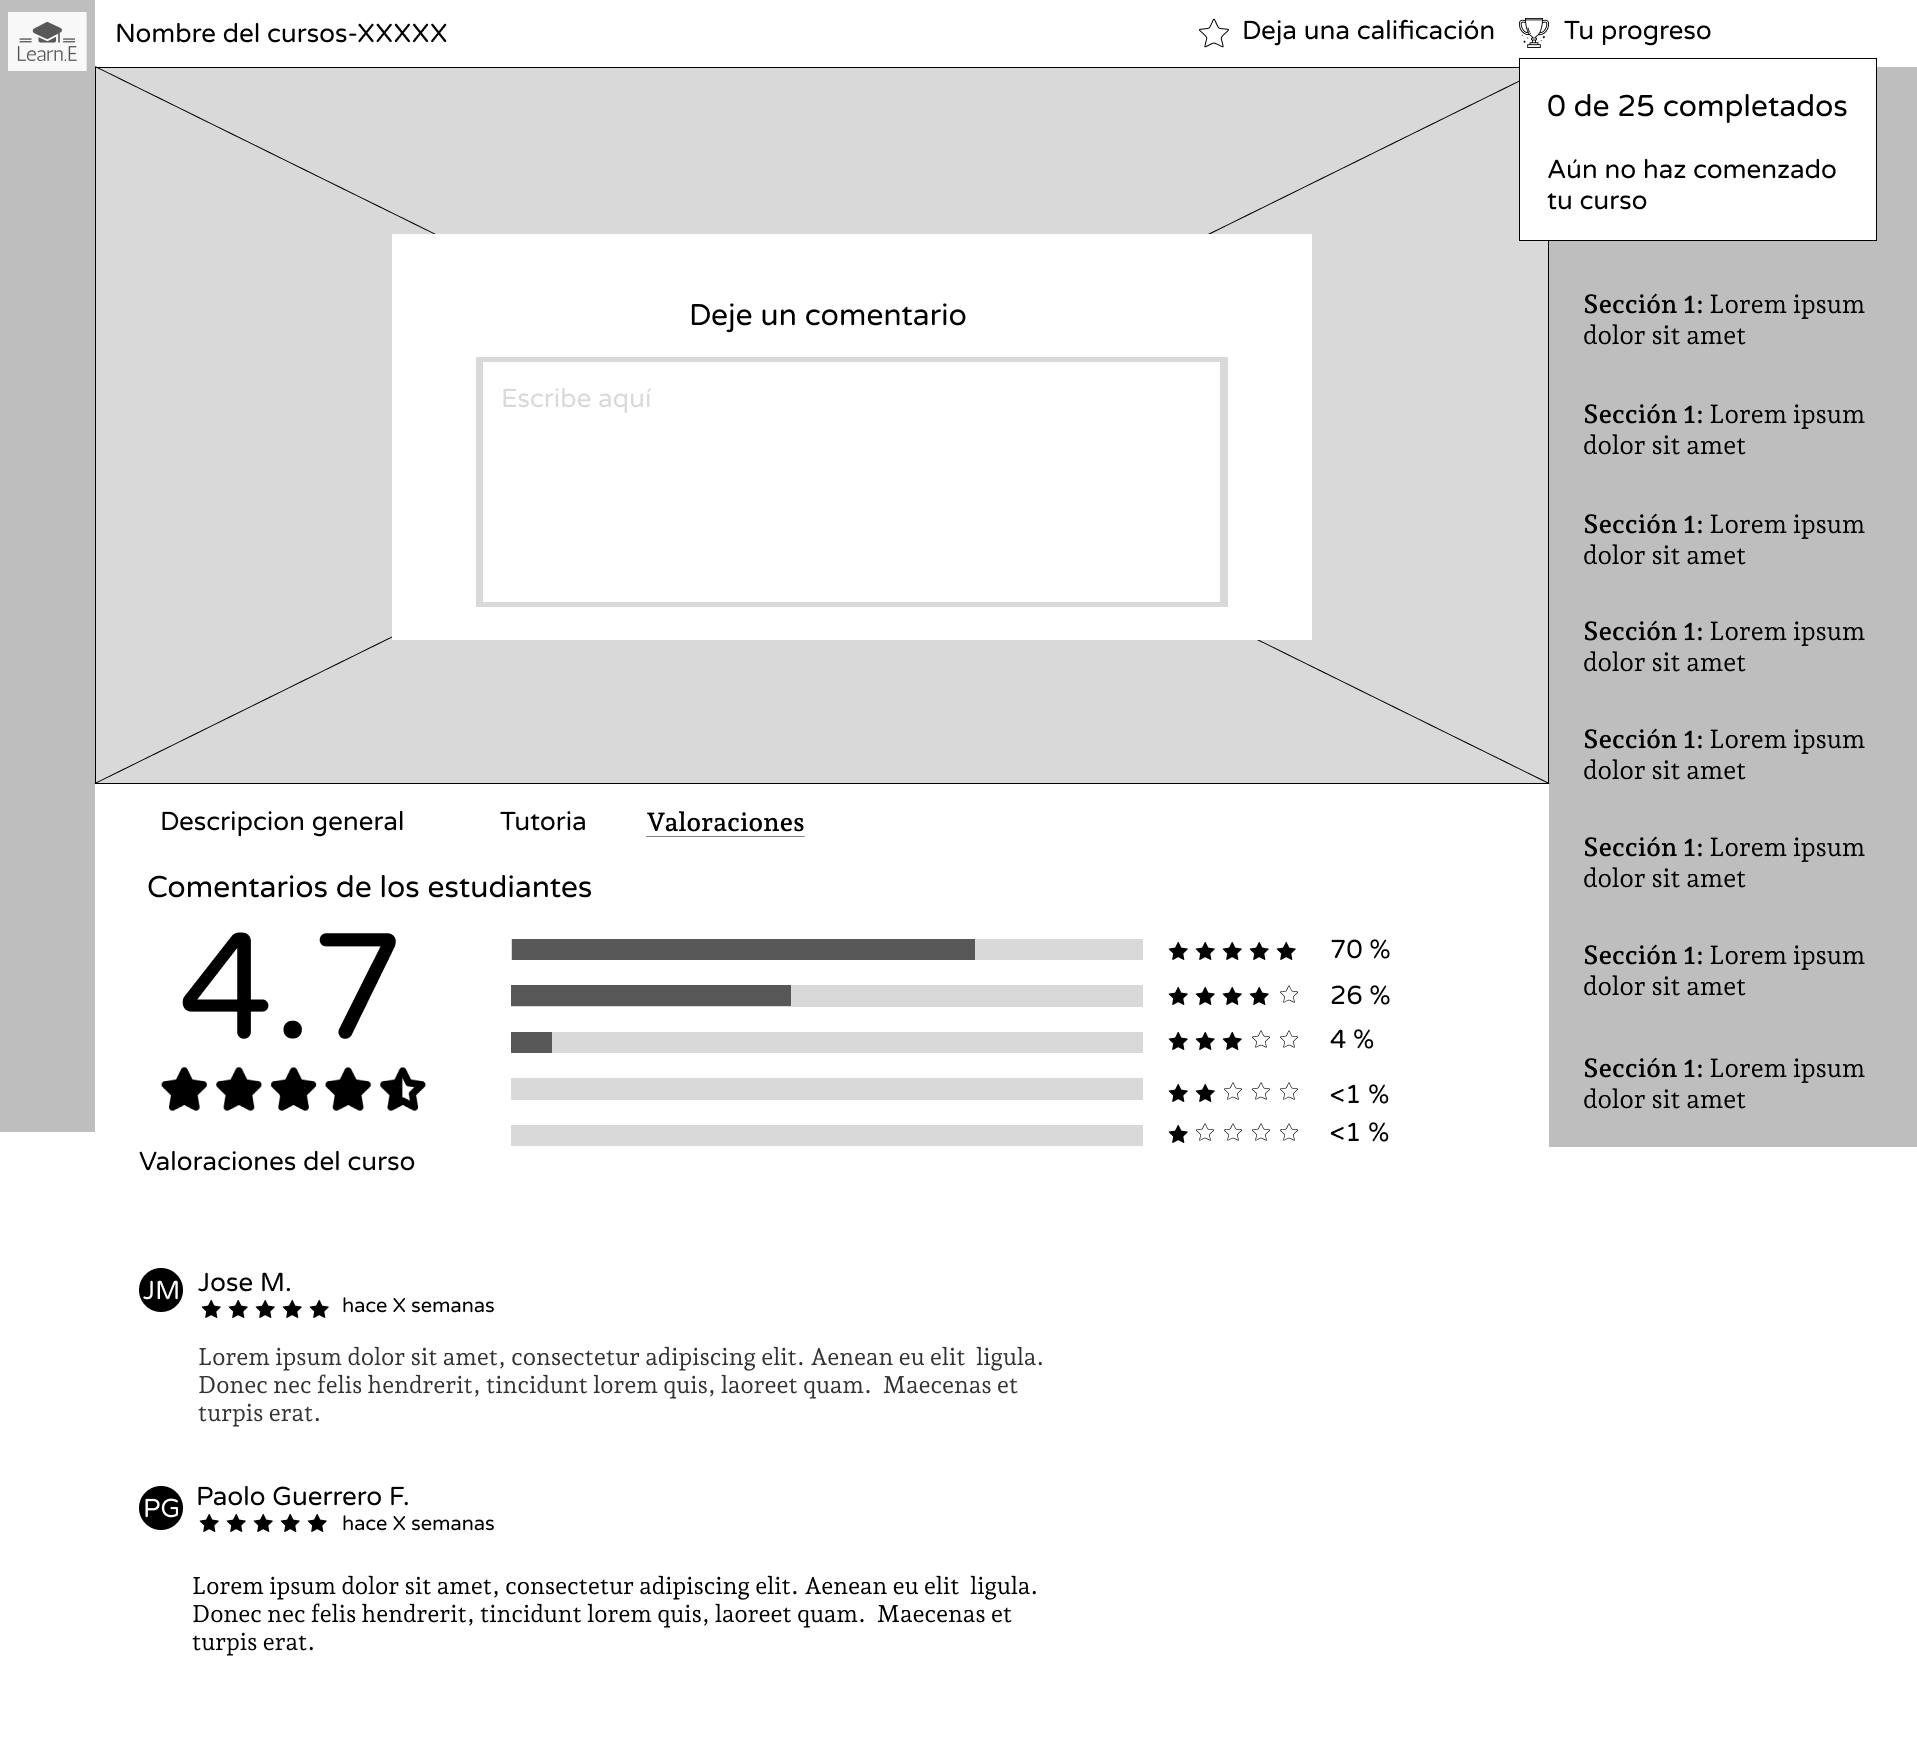 Learn.E
Nombre del cursos-XXXXX
Deja una calificación
Tu progreso
0 de 25 completados
Aún no haz comenzado
tu curso
Deje un comentario
Escribe aquí
Sección 1: Lorem ipsum
dolor sit amet
Sección 1: Lorem ipsum
dolor sit amet
Sección 1: Lorem ipsum
dolor sit amet
Sección 1: Lorem ipsum
dolor sit amet
Sección 1: Lorem ipsum
dolor sit amet
Sección 1: Lorem ipsum
dolor sit amet
Sección 1: Lorem ipsum
dolor sit amet
Sección 1: Lorem ipsum
dolor sit amet
Descripcion general
Tutoria
Valoraciones
Comentarios de los estudiantes
4.7
Valoraciones del curso
70 %
26 %
4 %
<1 %
<1 %
JM
Jose M.
hace X semanas
Lorem ipsum dolor sit amet, consectetur adipiscing elit. Aenean eu elit  ligula.
Donec nec felis hendrerit, tincidunt lorem quis, laoreet quam.  Maecenas et
turpis erat.
PG
Paolo Guerrero F.
hace X semanas
Lorem ipsum dolor sit amet, consectetur adipiscing elit. Aenean eu elit  ligula.
Donec nec felis hendrerit, tincidunt lorem quis, laoreet quam.  Maecenas et
turpis erat.